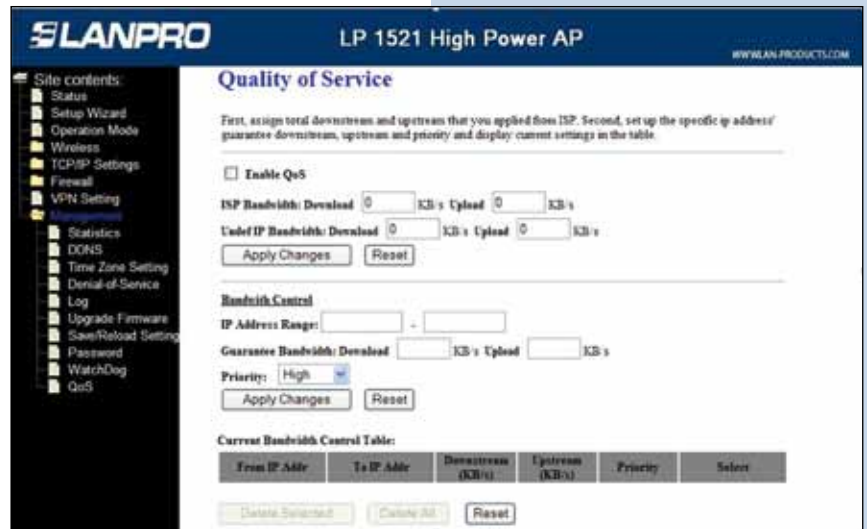 SLANPRO
LP 1521 High Power AP
WWW.LAN-PRODUCTS.COM
Site contents:
Status
Setup Wizard
Operation Mode
Wireless
TCP/IP Settings
Firewall
VPN Setting
Management
Statistics
DDNS
Time Zone Setting
Denial-of-Service
Log
Upgrade Firmware
Save/Reload Setting
Password
WatchDog
QoS
Quality of Service
First, assign total downstream and upstream that you applied from ISP. Second, set up the specific ip address'
guarantee downstream, upstream and priority and display current settings in the table.
Enable QoS
ISP Bandwidth: Download 0 KB/s Upload 0 KB/s
Undef IP Bandwidth: Download 0 KB/s Upload 0 KB/s
Apply Changes Reset
Bandwith Control
IP Address Range: -
Guarantee Bandwidth: Download KB/s Upload KB/s
Priority: High
Apply Changes Reset
Current Bandwidth Control Table:
From IP Addr To IP Addr Downstream (KB/s) Upstream (KB/s) Priority Select
Delete Selected Delete All Reset